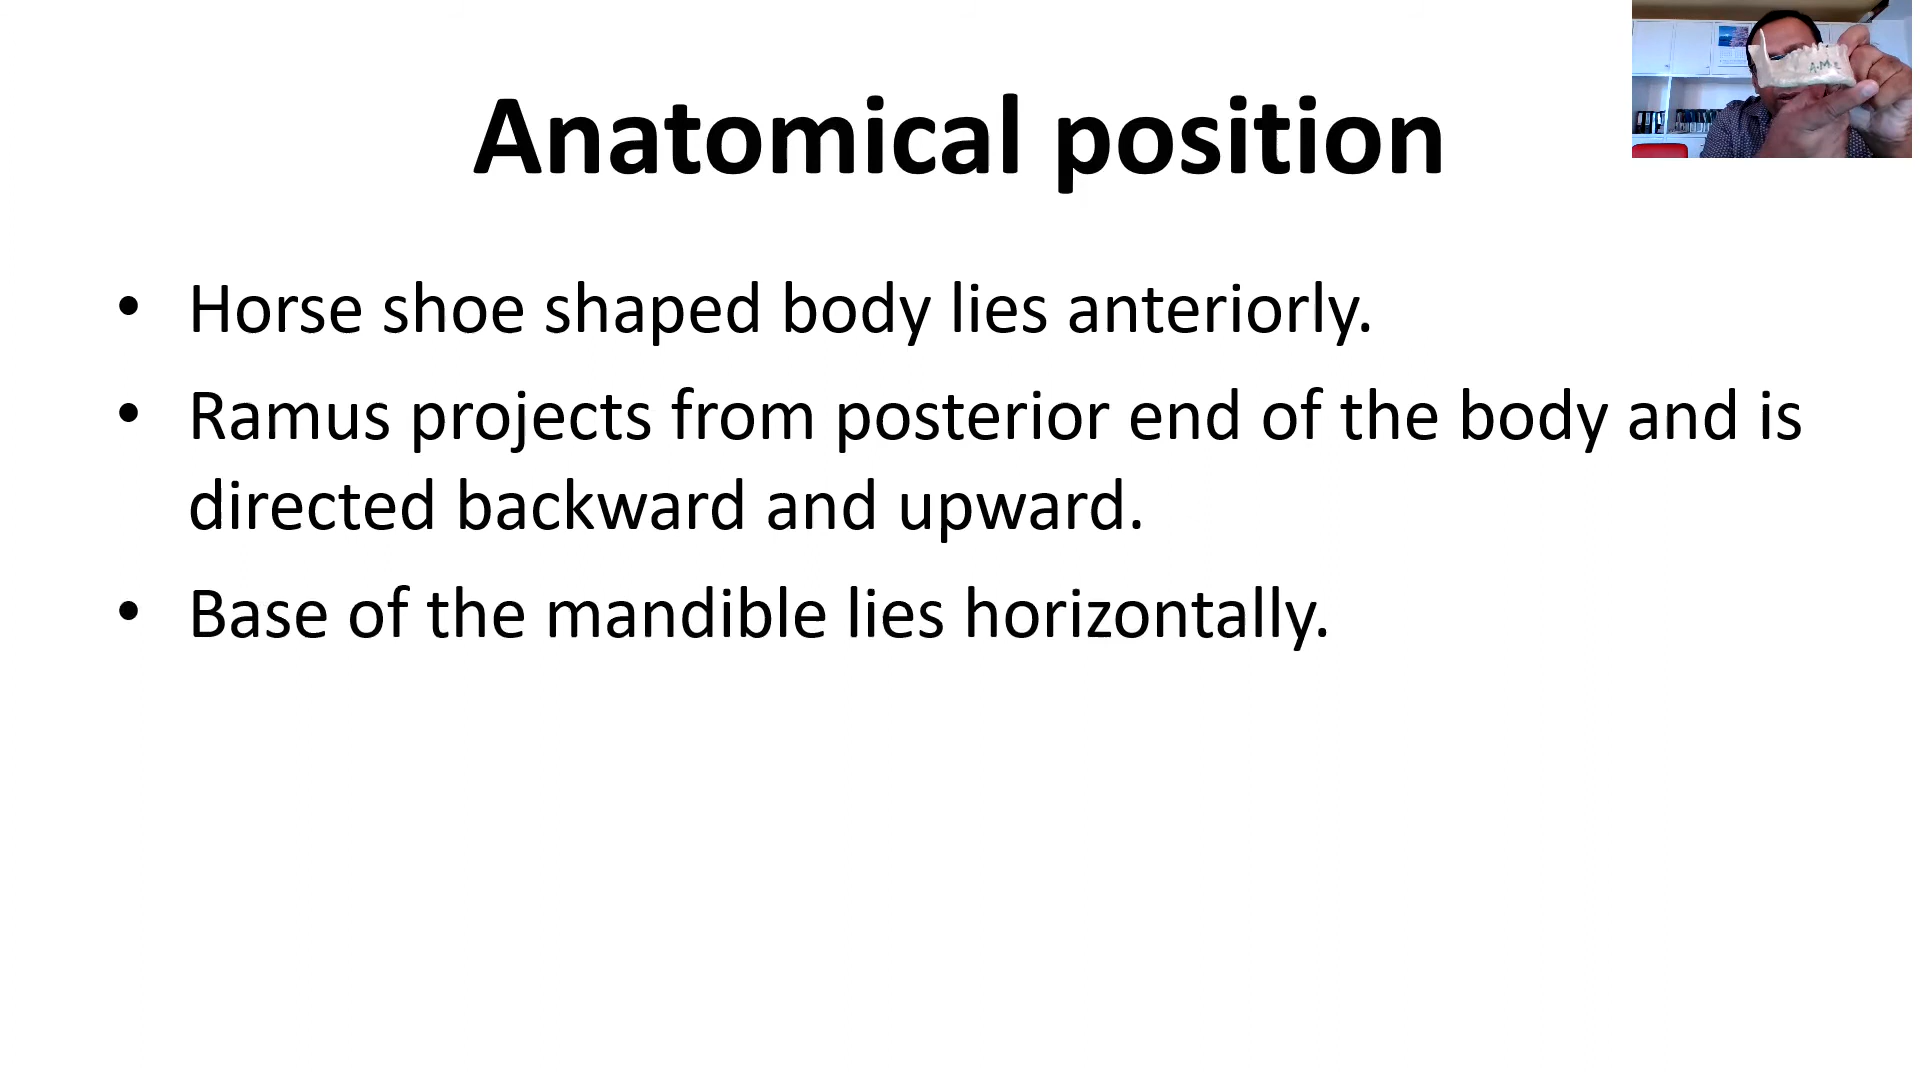 Anatomical position
• Horse shoe shaped body lies anteriorly.
• Ramus projects from posterior end of the body and is
directed backward and upward.
• Base of the mandible lies horizontally.